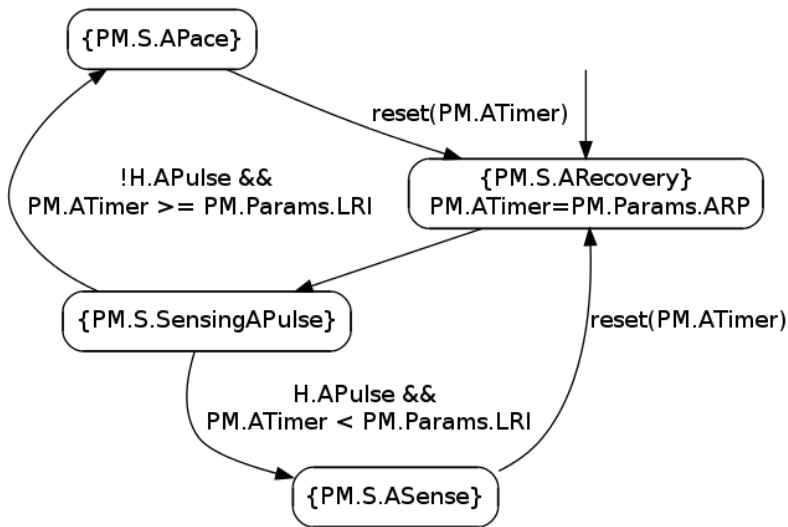 {PM.S.APace}
reset(PM.ATimer)
!H.APulse &&
PM.ATimer >= PM.Params.LRI
{PM.S.ARecovery}
PM.ATimer=PM.Params.ARP
{PM.S.SensingAPulse}
reset(PM.ATimer)
H.APulse &&
PM.ATimer < PM.Params.LRI
{PM.S.ASense}